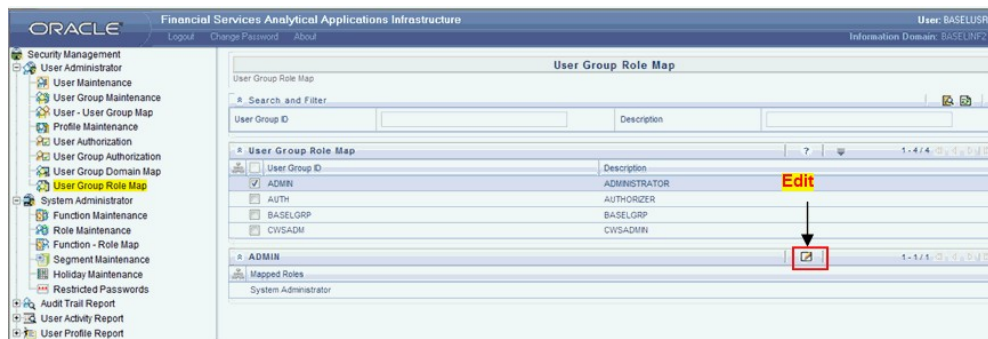 ORACLE
Financial Services Analytical Applications Infrastructure
User: BASELUSR
Logout Change Password About
Information Domain: BASELINF2
Security Management
User Administrator
User Maintenance
User Group Maintenance
User - User Group Map
Profile Maintenance
User Authorization
User Group Authorization
User Group Domain Map
User Group Role Map
System Administrator
Function Maintenance
Role Maintenance
Function - Role Map
Segment Maintenance
Holiday Maintenance
Restricted Passwords
Audit Trail Report
User Activity Report
User Profile Report
User Group Role Map
User Group Role Map
Search and Filter
User Group ID Description
User Group Role Map ? 1 - 4 / 4
User Group ID Description
ADMIN ADMINISTRATOR
Edit
AUTH AUTHORIZER
BASELGRP BASELGRP
CWSADM CWSADMIN
ADMIN 1 - 1 / 1
Mapped Roles
System Administrator